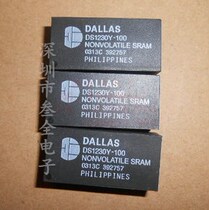 深圳市叁全电子
DALLAS
DS1230Y-100
NONVOLATILE SRAM
0313C 392757
PHILIPPINES
DALLAS
DS1230Y-100
NONVOLATILE SRAM
0313C 392757
PHILIPPINES
DALLAS
DS1230Y-100
NONVOLATILE SRAM
0313C 392757
PHILIPPINES